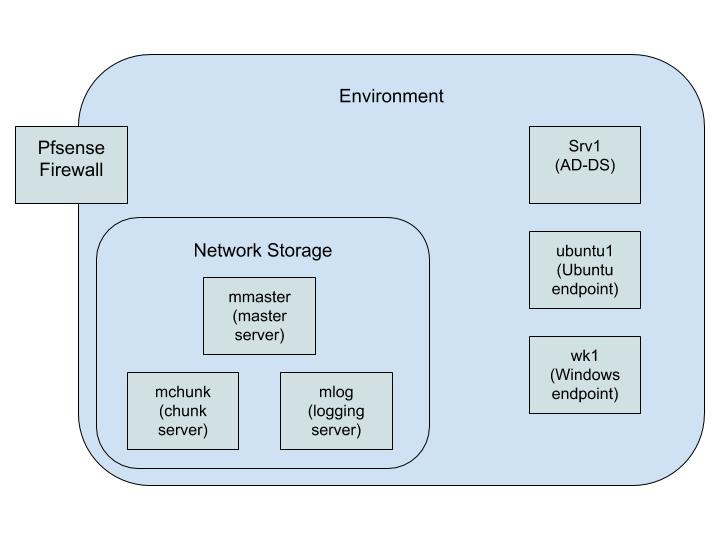 Environment
Pfsense
Firewall
Srv1
(AD-DS)
Network Storage
ubuntu1
(Ubuntu
endpoint)
mmaster
(master
server)
wk1
(Windows
endpoint)
mchunk
(chunk
server)
mlog
(logging
server)